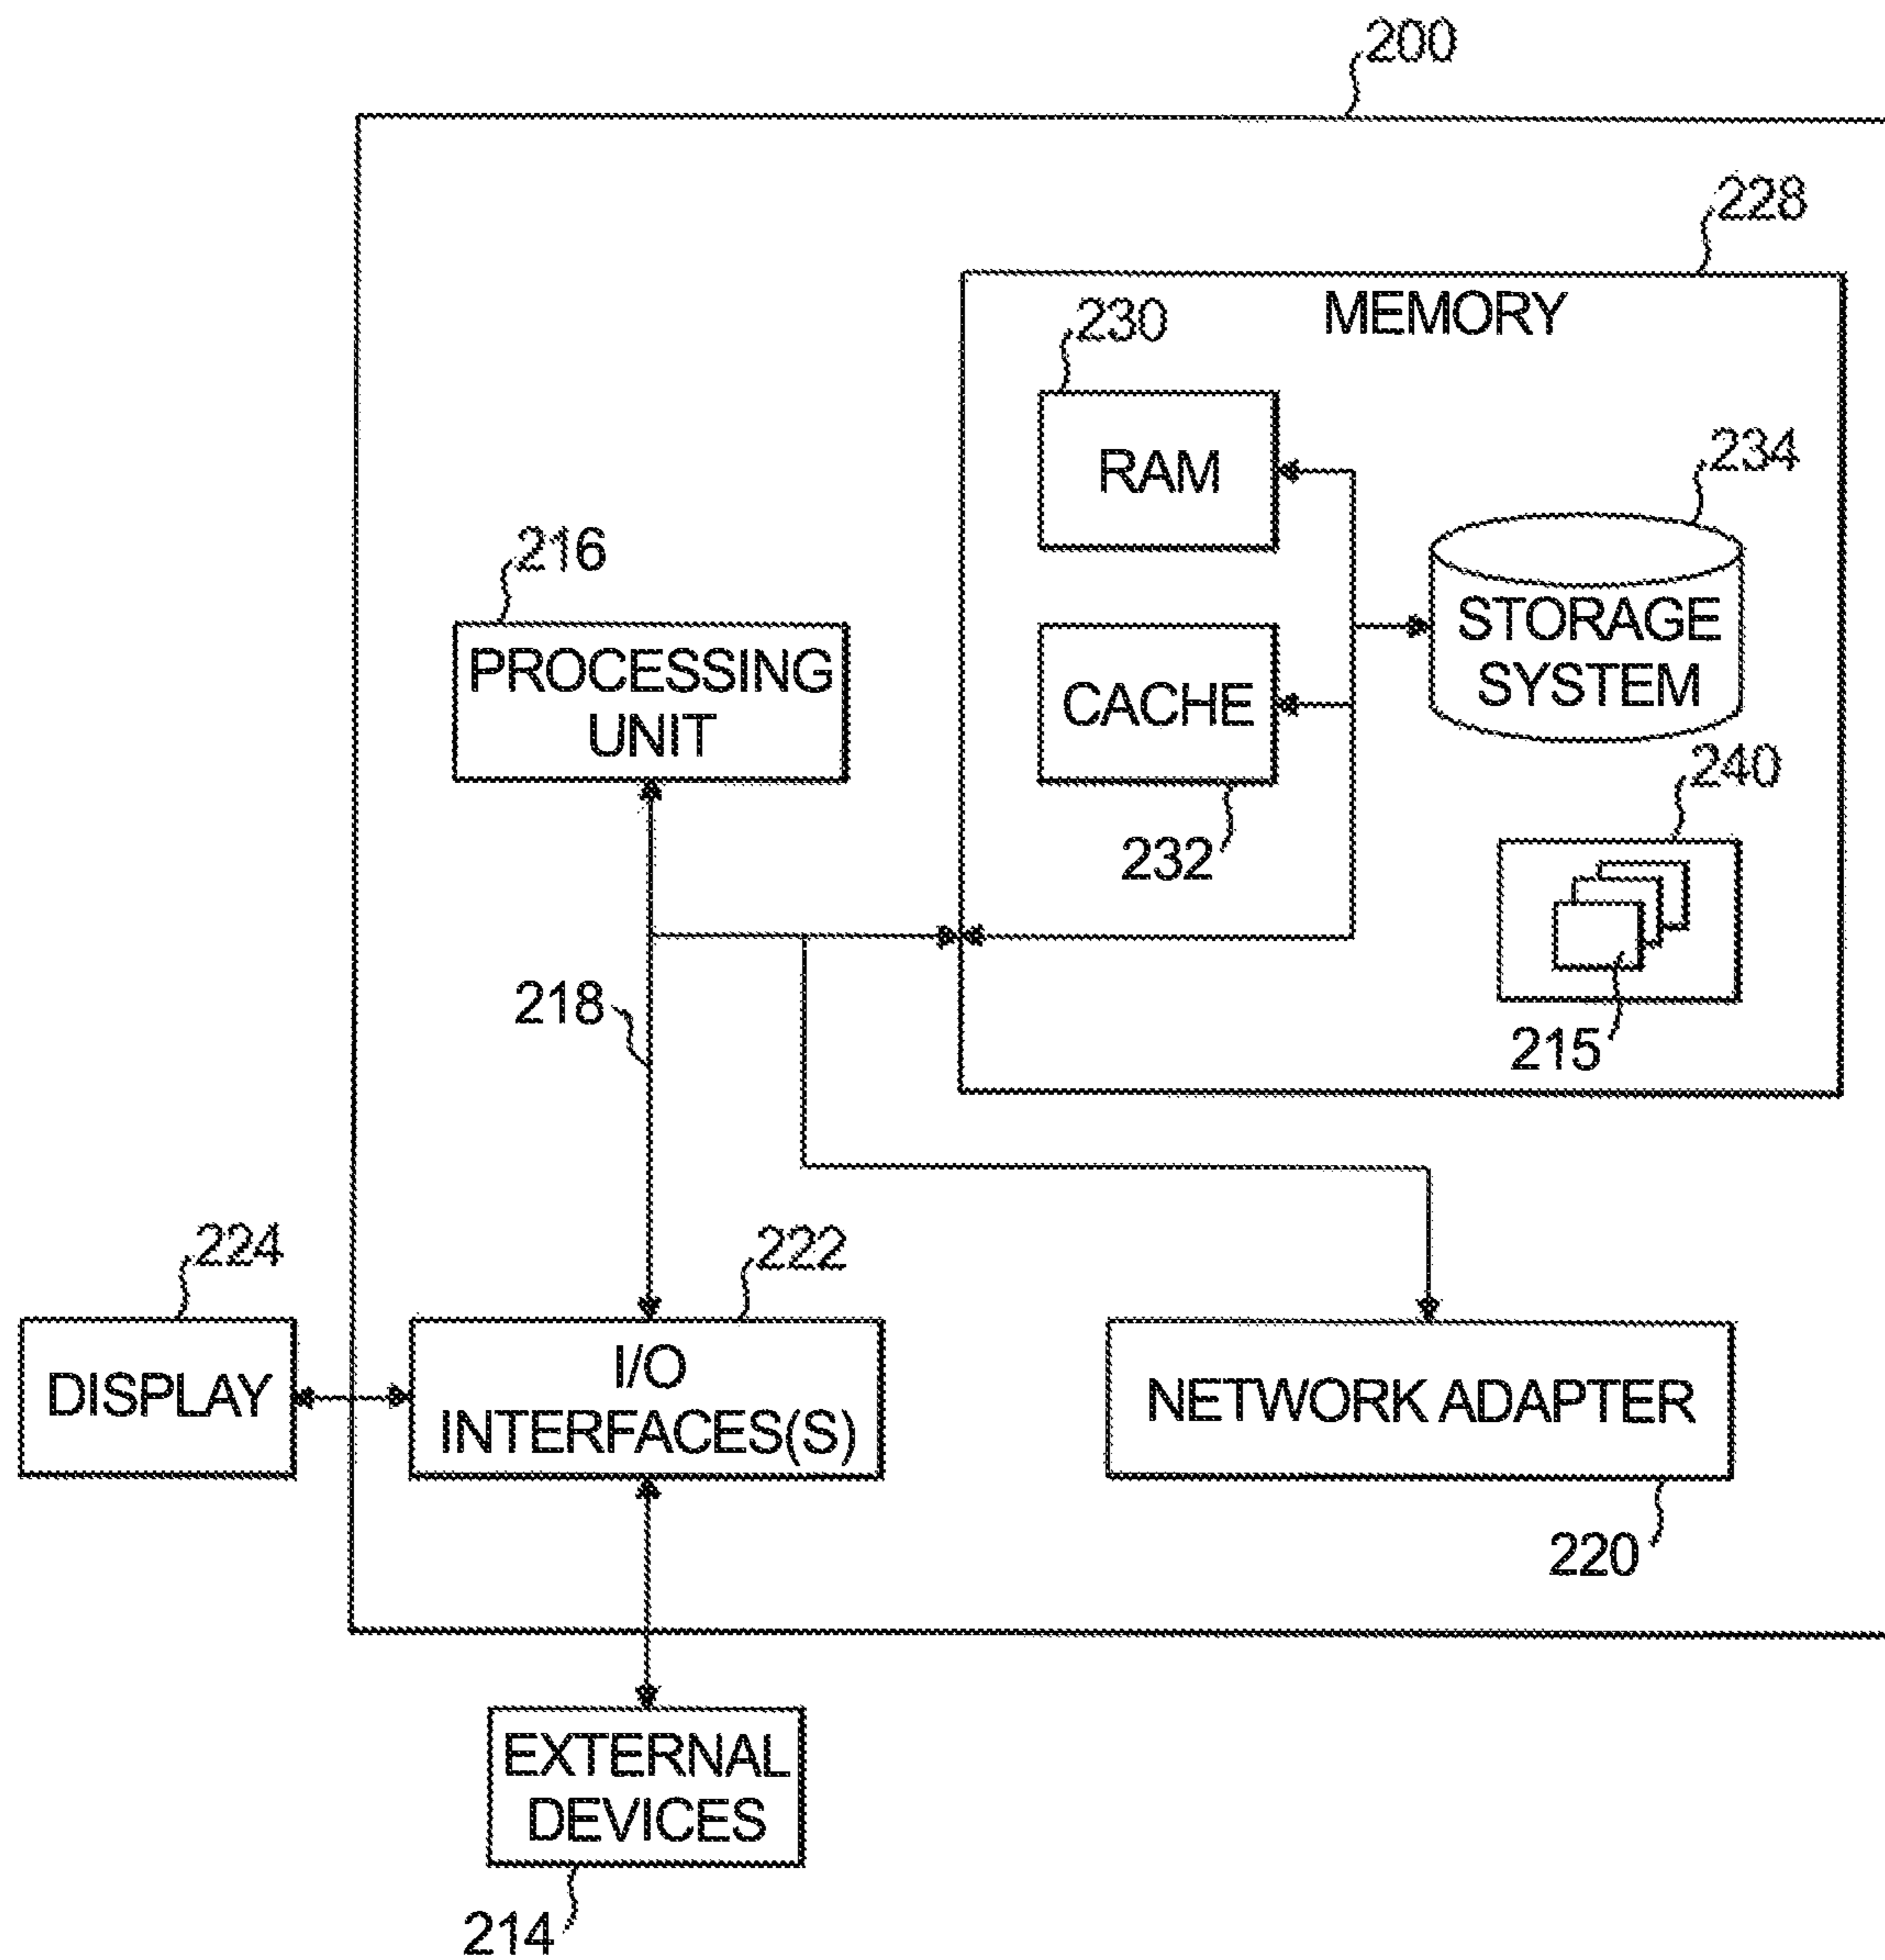 200
228
MEMORY
230
RAM
234
STORAGE
SYSTEM
216
PROCESSING
UNIT
CACHE
232
240
215
218
224
DISPLAY
222
I/O
INTERFACES(S)
NETWORK ADAPTER
220
EXTERNAL
DEVICES
214